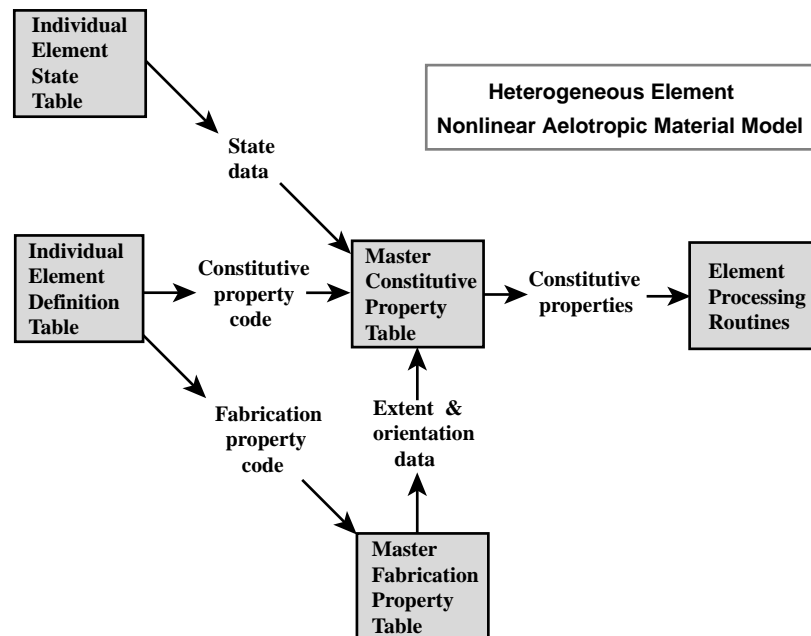 Individual
Element
State
Table
Heterogeneous Element
Nonlinear Aelotropic Material Model
State
data
Individual
Element
Definition
Table
Constitutive
property
code
Master
Constitutive
Property
Table
Constitutive
properties
Element
Processing
Routines
Fabrication
property
code
Extent &
orientation
data
Master
Fabrication
Property
Table